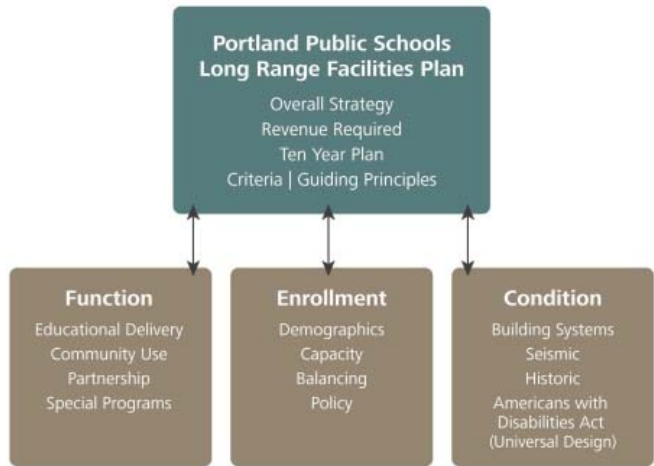 Portland Public Schools
Long Range Facilities Plan
Overall Strategy
Revenue Required
Ten Year Plan
Criteria | Guiding Principles
Function
Educational Delivery
Community Use
Partnership
Special Programs
Enrollment
Demographics
Capacity
Balancing
Policy
Condition
Building Systems
Seismic
Historic
Americans with
Disabilities Act
(Universal Design)